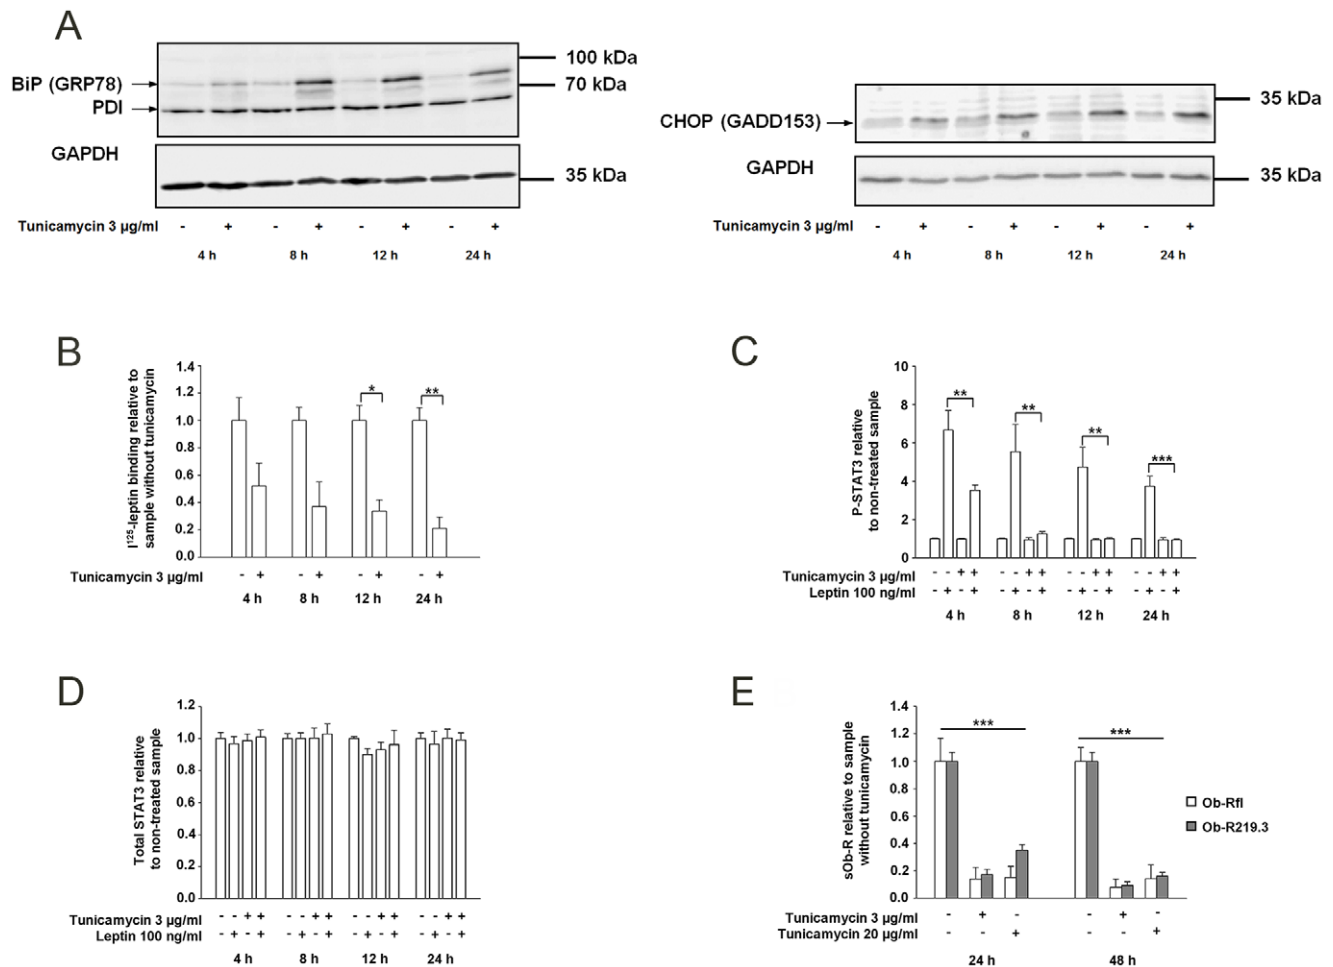 A
BiP (GRP78)
PDI
100 kDa
70 kDa
GAPDH
35 kDa
Tunicamycin 3 µg/ml - + - + - + - +
4 h 8 h 12 h 24 h
CHOP (GADD153)
35 kDa
GAPDH
35 kDa
Tunicamycin 3 µg/ml - + - + - + - +
4 h 8 h 12 h 24 h
B
I125-leptin binding relative to
sample without tunicamycin
1.4
1.2
1.0
0.8
0.6
0.4
0.2
0.0
* **
Tunicamycin 3 µg/ml - + - + - + - +
4 h 8 h 12 h 24 h
C
P-STAT3 relative
to non-treated sample
10
8
6
4
2
0
** ** ** ***
Tunicamycin 3 µg/ml - - + + - - + + - - + + - - + +
Leptin 100 ng/ml - + - + - + - + - + - + - + - +
4 h 8 h 12 h 24 h
D
Total STAT3 relative
to non-treated sample
1.2
1.0
0.8
0.6
0.4
0.2
0.0
Tunicamycin 3 µg/ml - - + + - - + + - - + + - - + +
Leptin 100 ng/ml - + - + - + - + - + - + - + - +
4 h 8 h 12 h 24 h
E
sOb-R relative to sample
without tunicamycin
1.4
1.2
1.0
0.8
0.6
0.4
0.2
0.0
*** ***
Ob-Rfl
Ob-R219.3
Tunicamycin 3 µg/ml - + - +
Tunicamycin 20 µg/ml - + - +
24 h 48 h